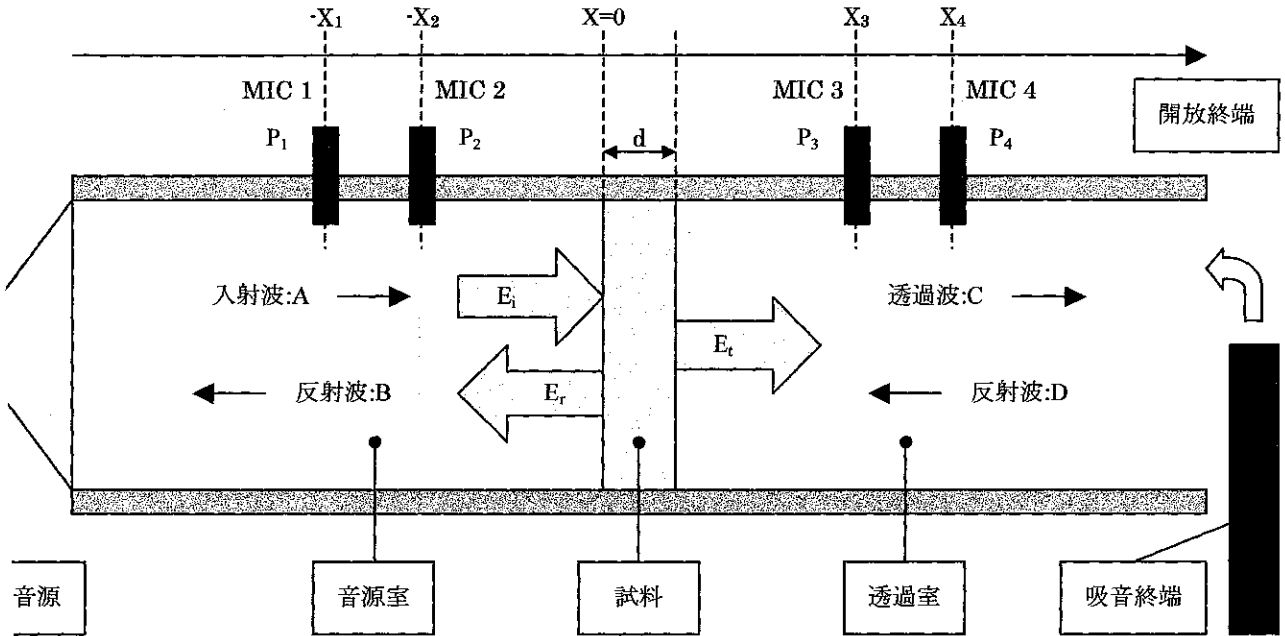 -X₁
-X₂
X=0
X₃
X₄
MIC 1
MIC 2
MIC 3
MIC 4
開放終端
P₁
P₂
d
P₃
P₄
入射波:A
Eᵢ
透過波:C
Eₜ
反射波:B
Eᵣ
反射波:D
音源
音源室
試料
透過室
吸音終端